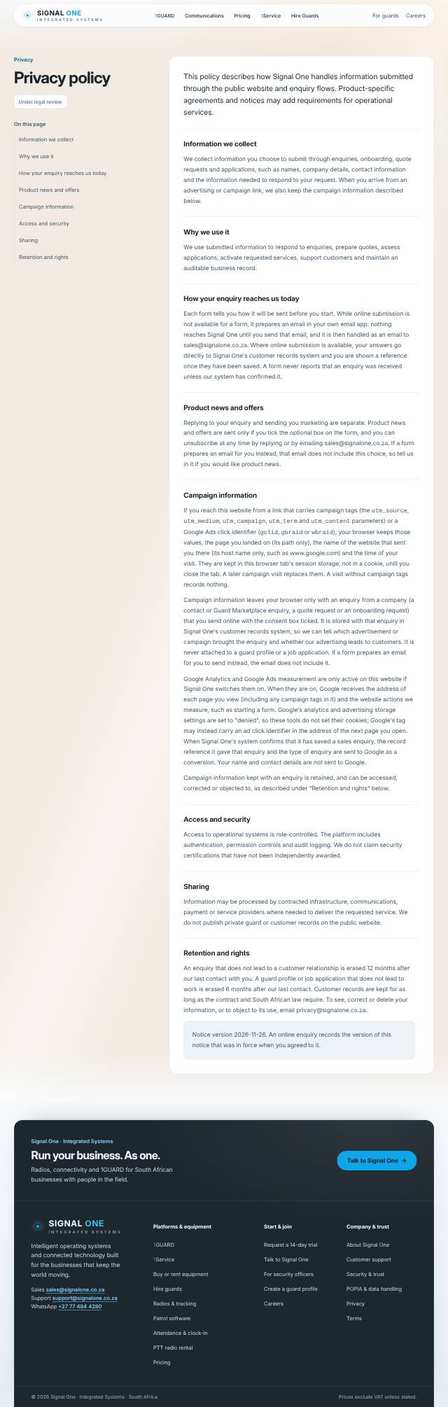 SIGNAL ONE
INTEGRATED SYSTEMS
1GUARD Communications Pricing 1Service Hire Guards
For guards Careers
Privacy
Privacy policy
Under legal review
On this page
Information we collect
Why we use it
How your enquiry reaches us today
Product news and offers
Campaign information
Access and security
Sharing
Retention and rights
This policy describes how Signal One handles information submitted
through the public website and enquiry flows. Product-specific
agreements and notices may add requirements for operational
services.
Information we collect
We collect information you choose to submit through enquiries, onboarding, quote
requests and applications, such as names, company details, contact information
and the information needed to respond to your request. When you arrive from an
advertising or campaign link, we also keep the campaign information described
below.
Why we use it
We use submitted information to respond to enquiries, prepare quotes, assess
applications, activate requested services, support customers and maintain an
auditable business record.
How your enquiry reaches us today
Each form tells you how it will be sent before you start. While online submission is
not available for a form, it prepares an email in your own email app; nothing
reaches Signal One until you send that email, and it is then handled as an email to
sales@signalone.co.za. Where online submission is available, your answers go
directly to Signal One's customer records system and you are shown a reference
once they have been saved. A form never reports that an enquiry was received
unless our system has confirmed it.
Product news and offers
Replying to your enquiry and sending you marketing are separate. Product news
and offers are sent only if you tick the optional box on the form, and you can
unsubscribe at any time by replying or by emailing sales@signalone.co.za. If a form
prepares an email for you instead, that email does not include this choice, so tell us
in it if you would like product news.
Campaign information
If you reach this website from a link that carries campaign tags (the utm_source,
utm_medium, utm_campaign, utm_term and utm_content parameters) or a
Google Ads click identifier (gclid, gbraid or wbraid), your browser keeps those
values, the page you landed on (its path only), the name of the website that sent
you there (its host name only, such as www.google.com) and the time of your
visit. They are kept in this browser tab's session storage, not in a cookie, until you
close the tab. A later campaign visit replaces them. A visit without campaign tags
records nothing.
Campaign information leaves your browser only with an enquiry from a company (a
contact or Guard Marketplace enquiry, a quote request or an onboarding request)
that you send online with the consent box ticked. It is stored with that enquiry in
Signal One's customer records system, so we can tell which advertisement or
campaign brought the enquiry and whether our advertising leads to customers. It is
never attached to a guard profile or a job application. If a form prepares an email
for you to send instead, the email does not include it.
Google Analytics and Google Ads measurement are only active on this website if
Signal One switches them on. When they are on, Google receives the address of
each page you view (including any campaign tags in it) and the website actions we
measure, such as starting a form. Google's analytics and advertising storage
settings are set to "denied", so these tools do not set their cookies; Google's tag
may instead carry an ad click identifier in the address of the next page you open.
When Signal One's system confirms that it has saved a sales enquiry, the record
reference it gave that enquiry and the type of enquiry are sent to Google as a
conversion. Your name and contact details are not sent to Google.
Campaign information kept with an enquiry is retained, and can be accessed,
corrected or objected to, as described under "Retention and rights" below.
Access and security
Access to operational systems is role-controlled. The platform includes
authentication, permission controls and audit logging. We do not claim security
certifications that have not been independently awarded.
Sharing
Information may be processed by contracted infrastructure, communications,
payment or service providers where needed to deliver the requested service. We
do not publish private guard or customer records on the public website.
Retention and rights
An enquiry that does not lead to a customer relationship is erased 12 months after
our last contact with you. A guard profile or job application that does not lead to
work is erased 6 months after our last contact. Customer records are kept for as
long as the contract and South African law require. To see, correct or delete your
information, or to object to its use, email privacy@signalone.co.za.
Notice version 2026-11-26. An online enquiry records the version of this
notice that was in force when you agreed to it.
Signal One · Integrated Systems
Run your business. As one.
Radios, connectivity and 1GUARD for South African
businesses with people in the field.
Talk to Signal One →
SIGNAL ONE
INTEGRATED SYSTEMS
Intelligent operating systems
and connected technology built
for the businesses that keep the
world moving.
Sales sales@signalone.co.za
Support support@signalone.co.za
WhatsApp +27 77 484 4280
Platforms & equipment
1GUARD
1Service
Buy or rent equipment
Hire guards
Radios & tracking
Patrol software
Attendance & clock-in
PTT radio rental
Pricing
Start & join
Request a 14-day trial
Talk to Signal One
For security officers
Create a guard profile
Careers
Company & trust
About Signal One
Customer support
Security & trust
POPIA & data handling
Privacy
Terms
© 2026 Signal One · Integrated Systems · South Africa
Prices exclude VAT unless stated.